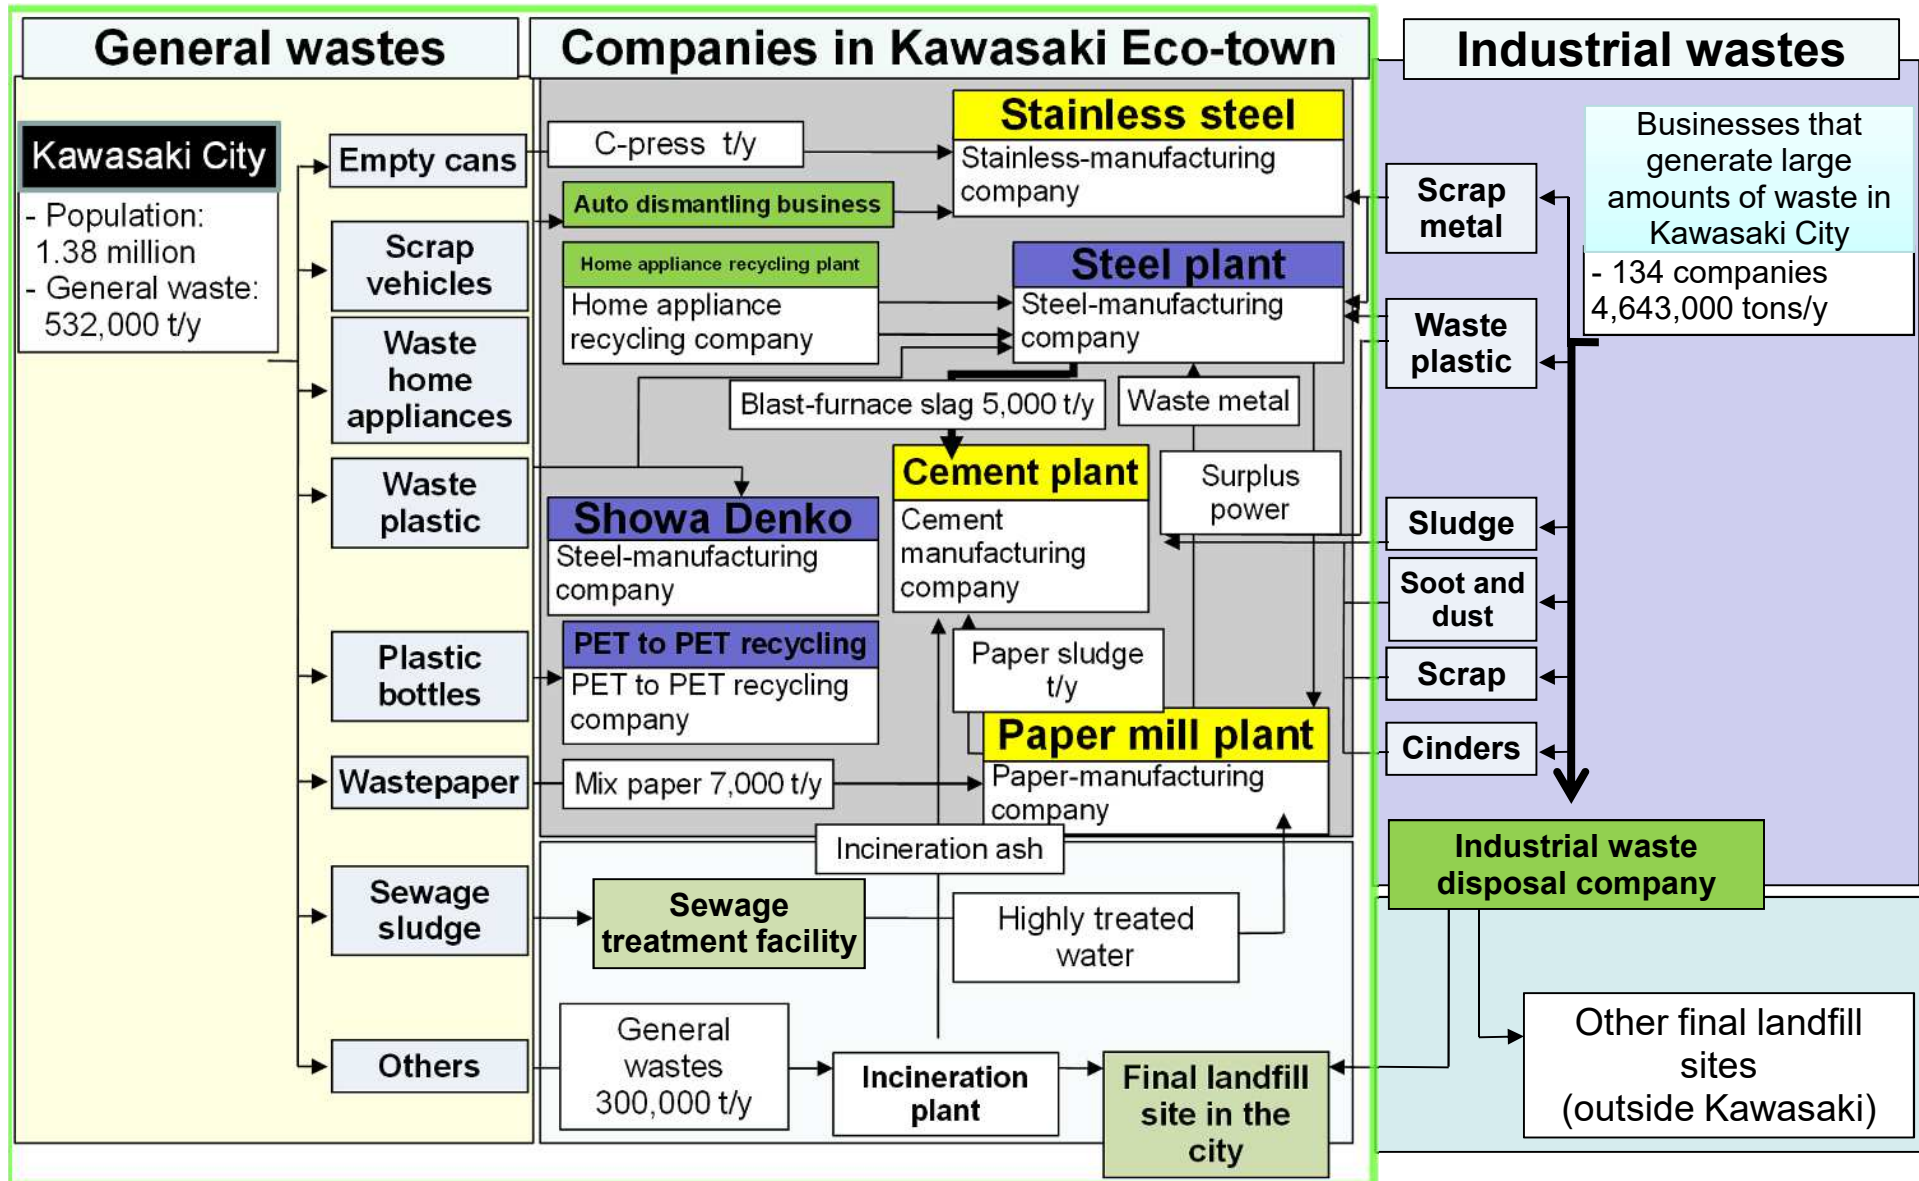 General wastes
Companies in Kawasaki Eco-town
Industrial wastes
Kawasaki City
- Population:
1.38 million
- General waste:
532,000 t/y
Empty cans
Scrap
vehicles
Waste
home
appliances
Waste
plastic
Plastic
bottles
Wastepaper
Sewage
sludge
Others
C-press t/y
Auto dismantling business
Home appliance recycling plant
Home appliance
recycling company
Stainless steel
Stainless-manufacturing
company
Steel plant
Steel-manufacturing
company
Blast-furnace slag 5,000 t/y
Waste metal
Surplus
power
Cement plant
Cement
manufacturing
company
Showa Denko
Steel-manufacturing
company
PET to PET recycling
PET to PET recycling
company
Paper sludge
t/y
Paper mill plant
Paper-manufacturing
company
Mix paper 7,000 t/y
Incineration ash
Sewage
treatment facility
Highly treated
water
General
wastes
300,000 t/y
Incineration
plant
Final landfill
site in the
city
Businesses that
generate large
amounts of waste in
Kawasaki City
- 134 companies
4,643,000 tons/y
Scrap
metal
Waste
plastic
Sludge
Soot and
dust
Scrap
Cinders
Industrial waste
disposal company
Other final landfill
sites
(outside Kawasaki)